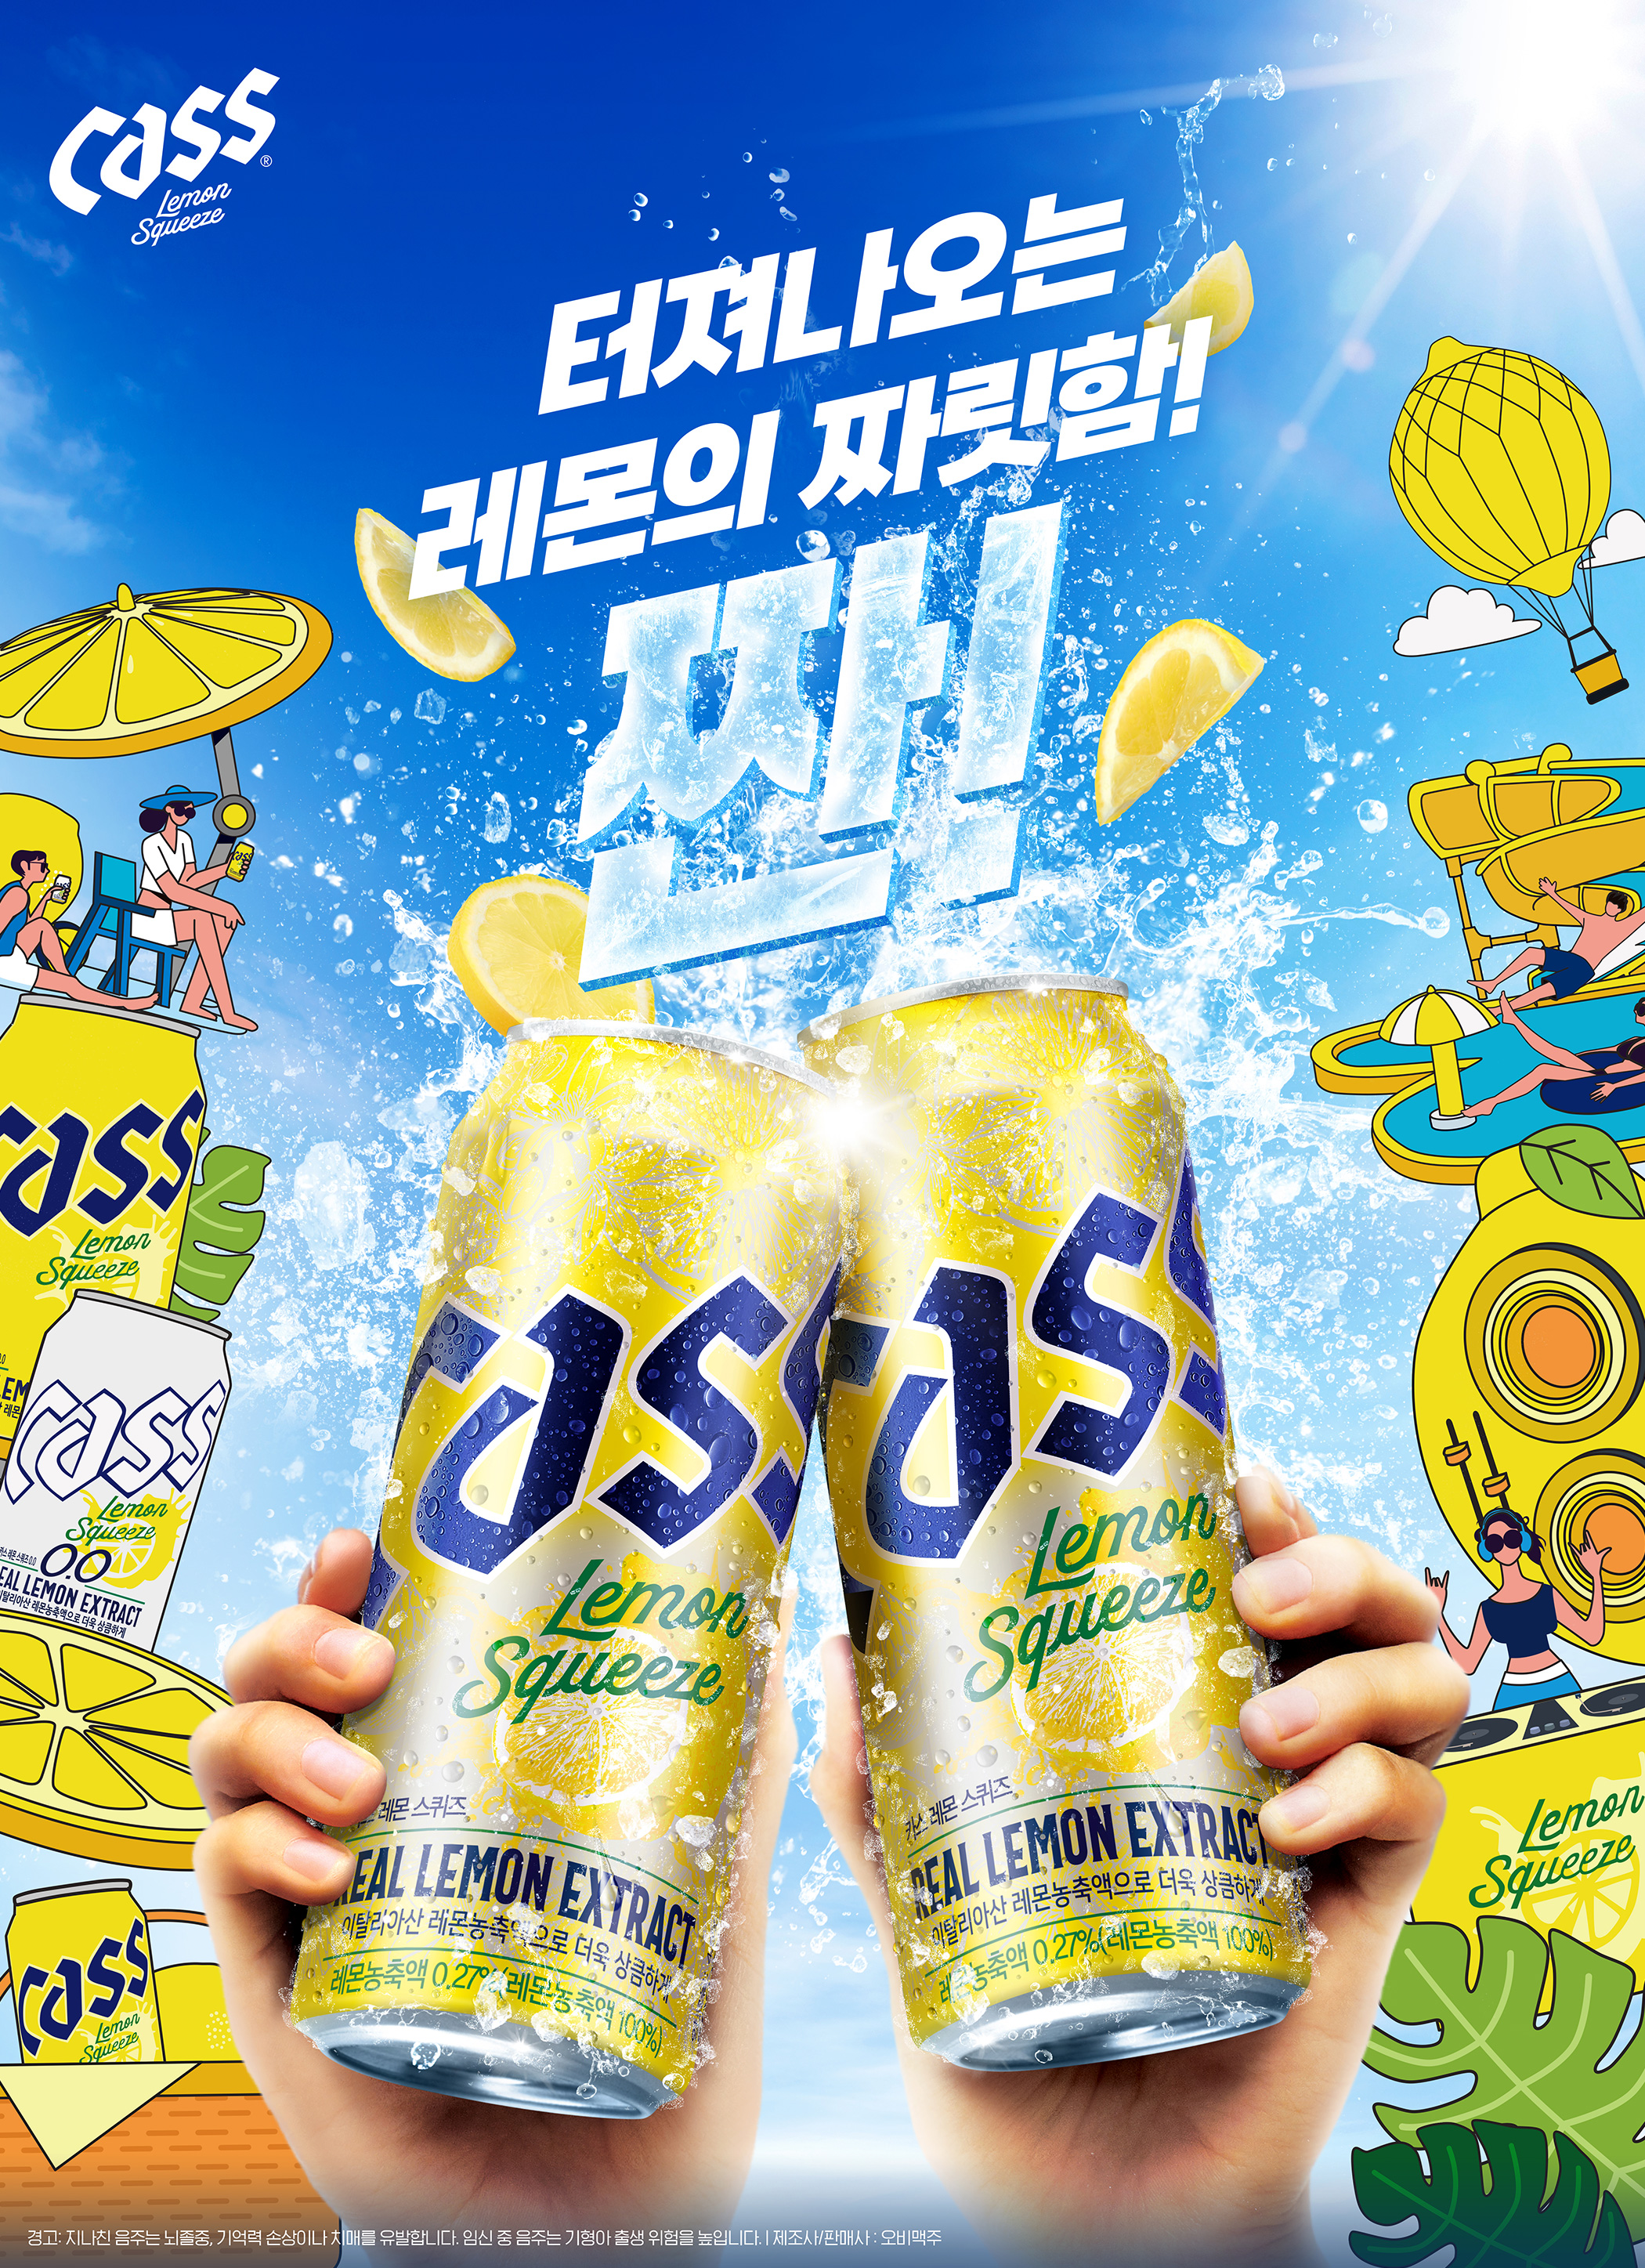 cass®
Lemon
Squeeze
터져나오는
레몬의 짜릿함!
짠!
cass
Lemon
Squeeze
cass
Lemon
Squeeze
0.0
REAL LEMON EXTRACT
이탈리아산 레몬농축액으로 더욱 상큼하게
cass
Lemon
Squeeze
cass
Lemon
Squeeze
레몬 스퀴즈
REAL LEMON EXTRACT
이탈리아산 레몬농축액으로 더욱 상큼하게
레몬농축액 0.27%(레몬농축액 100%)
cass
Lemon
Squeeze
카스 레몬 스퀴즈
REAL LEMON EXTRACT
이탈리아산 레몬농축액으로 더욱 상큼하게
레몬농축액 0.27%(레몬농축액 100%)
Lemon
Squeeze
경고: 지나친 음주는 뇌졸중, 기억력 손상이나 치매를 유발합니다. 임신 중 음주는 기형아 출생 위험을 높입니다. | 제조사/판매사 : 오비맥주